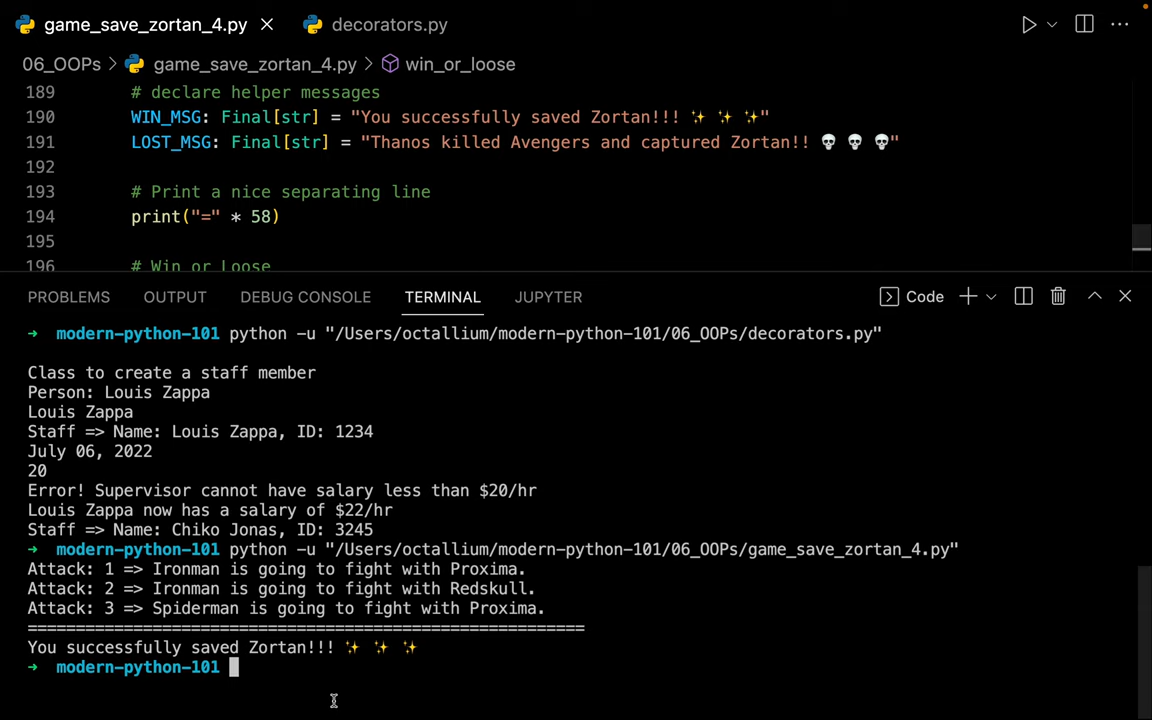 game_save_zortan_4.py decorators.py
06_OOPs > game_save_zortan_4.py > win_or_loose
189 # declare helper messages
190 WIN_MSG: Final[str] = "You successfully saved Zortan!!! ✨ ✨ ✨"
191 LOST_MSG: Final[str] = "Thanos killed Avengers and captured Zortan!! 💀 💀 💀"
192
193 # Print a nice separating line
194 print("=" * 58)
195
196 # Win or Loose
PROBLEMS OUTPUT DEBUG CONSOLE TERMINAL JUPYTER Code
→ modern-python-101 python -u "/Users/octallium/modern-python-101/06_OOPs/decorators.py"
Class to create a staff member
Person: Louis Zappa
Louis Zappa
Staff => Name: Louis Zappa, ID: 1234
July 06, 2022
20
Error! Supervisor cannot have salary less than $20/hr
Louis Zappa now has a salary of $22/hr
Staff => Name: Chiko Jonas, ID: 3245
→ modern-python-101 python -u "/Users/octallium/modern-python-101/06_OOPs/game_save_zortan_4.py"
Attack: 1 => Ironman is going to fight with Proxima.
Attack: 2 => Ironman is going to fight with Redskull.
Attack: 3 => Spiderman is going to fight with Proxima.
==========================================================
You successfully saved Zortan!!! ✨ ✨ ✨
→ modern-python-101